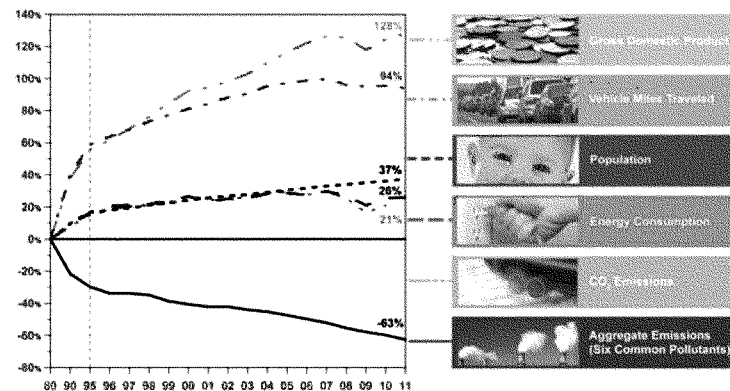 140%
120%
100%
80%
60%
40%
20%
0%
-20%
-40%
-60%
-80%
80 90 95 96 97 98 99 00 01 02 03 04 05 06 07 08 09 10 11
128%
94%
37%
26%
21%
-63%
Gross Domestic Product
Vehicle Miles Traveled
Population
Energy Consumption
CO₂ Emissions
Aggregate Emissions
(Six Common Pollutants)